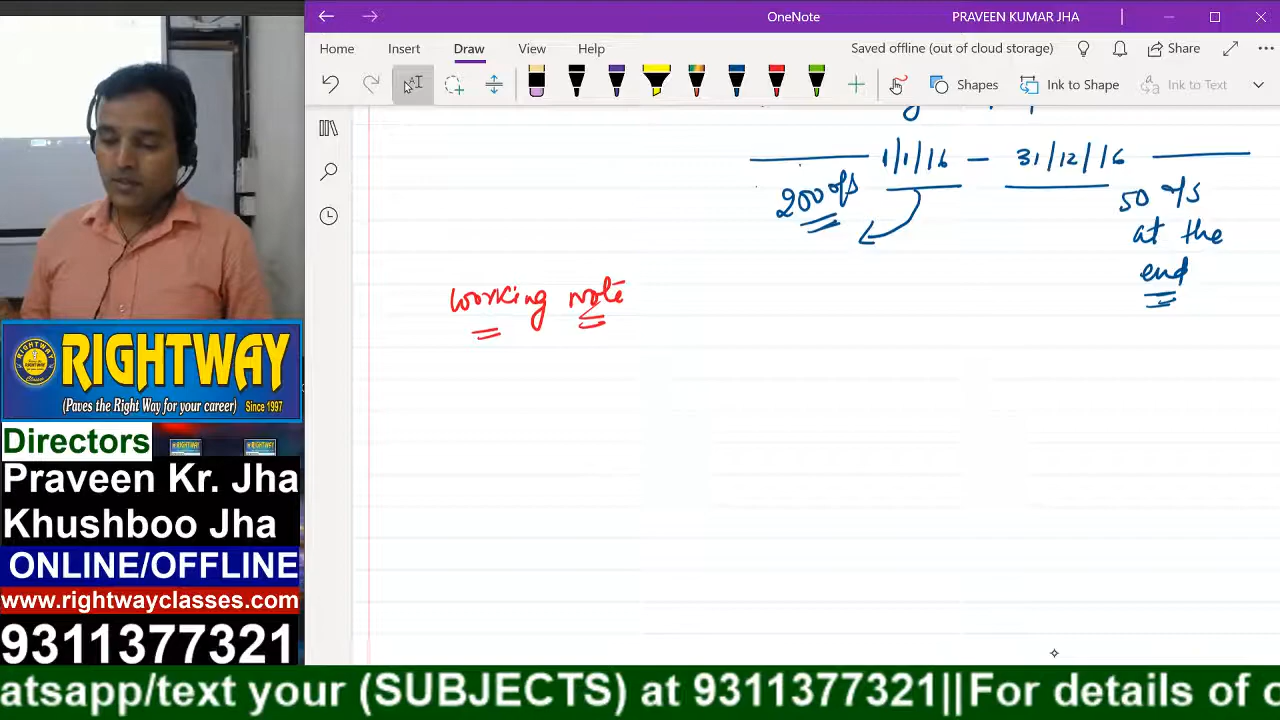 OneNote
PRAVEEN KUMAR JHA
Home Insert Draw View Help
Saved offline (out of cloud storage)
Share
Shapes
Ink to Shape
Ink to Text
1/1/16 – 31/12/16
200 o/s
50 o/s
at the
end
working note
RIGHTWAY
(Paves the Right Way for your career) Since 1997
Directors
Praveen Kr. Jha
Khushboo Jha
ONLINE/OFFLINE
www.rightwayclasses.com
9311377321
atsapp/text your (SUBJECTS) at 9311377321||For details of c